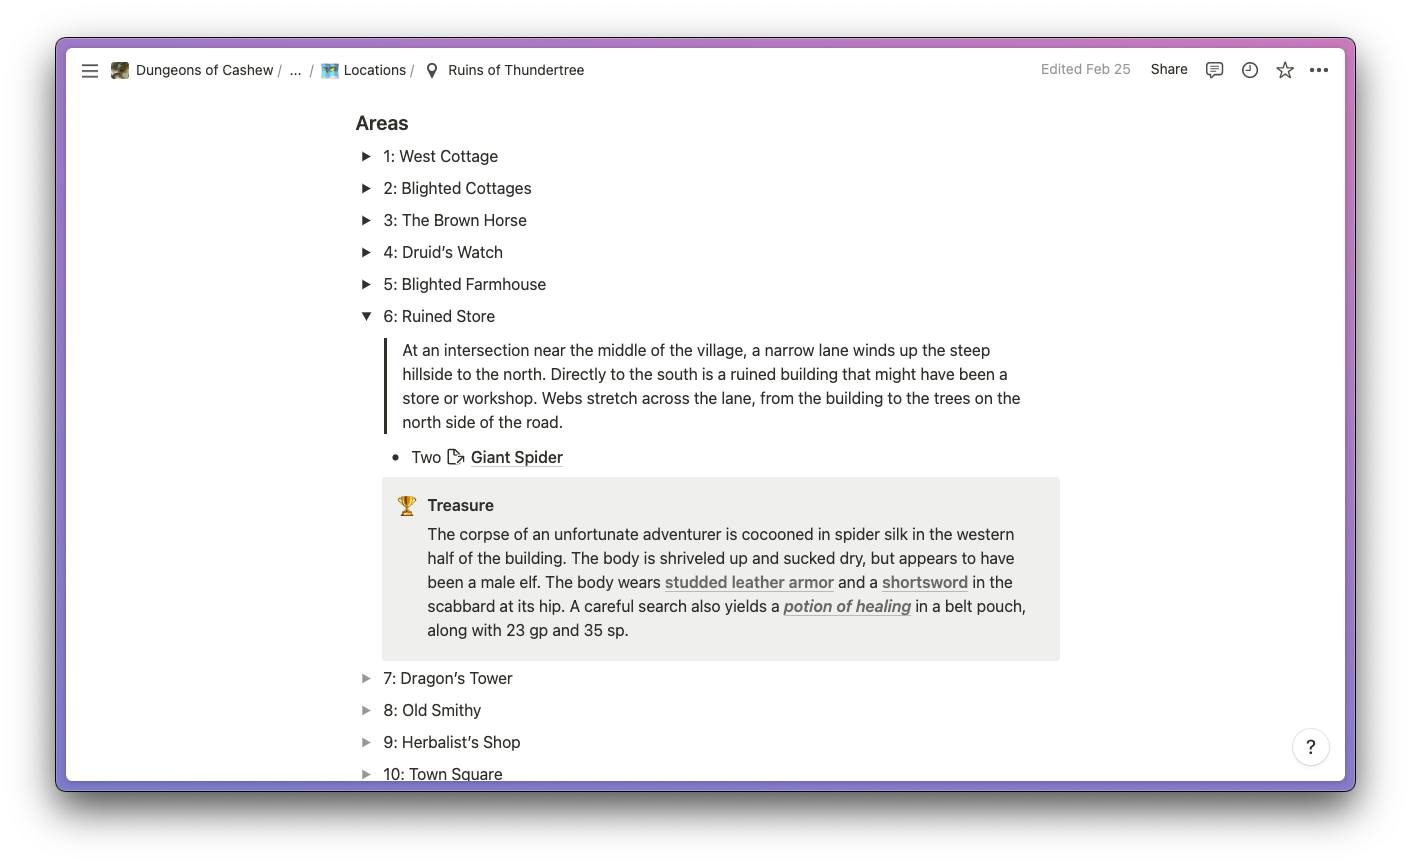 Dungeons of Cashew / ... / Locations / Ruins of Thundertree
Edited Feb 25 Share
Areas
1: West Cottage
2: Blighted Cottages
3: The Brown Horse
4: Druid’s Watch
5: Blighted Farmhouse
6: Ruined Store
At an intersection near the middle of the village, a narrow lane winds up the steep
hillside to the north. Directly to the south is a ruined building that might have been a
store or workshop. Webs stretch across the lane, from the building to the trees on the
north side of the road.
• Two Giant Spider
Treasure
The corpse of an unfortunate adventurer is cocooned in spider silk in the western
half of the building. The body is shriveled up and sucked dry, but appears to have
been a male elf. The body wears studded leather armor and a shortsword in the
scabbard at its hip. A careful search also yields a potion of healing in a belt pouch,
along with 23 gp and 35 sp.
7: Dragon’s Tower
8: Old Smithy
9: Herbalist’s Shop
10: Town Square
?